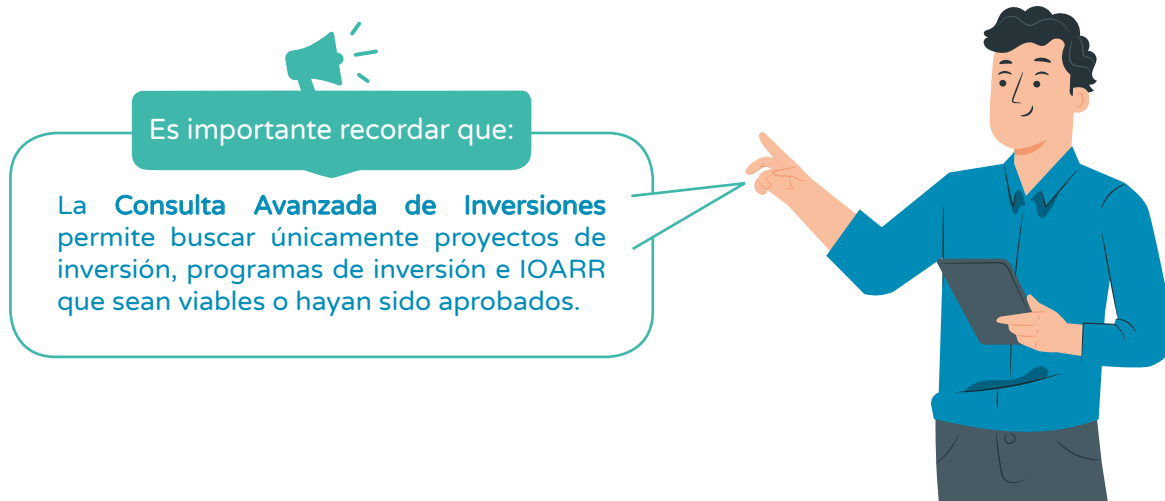 Es importante recordar que:
La Consulta Avanzada de Inversiones
permite buscar únicamente proyectos de
inversión, programas de inversión e IOARR
que sean viables o hayan sido aprobados.